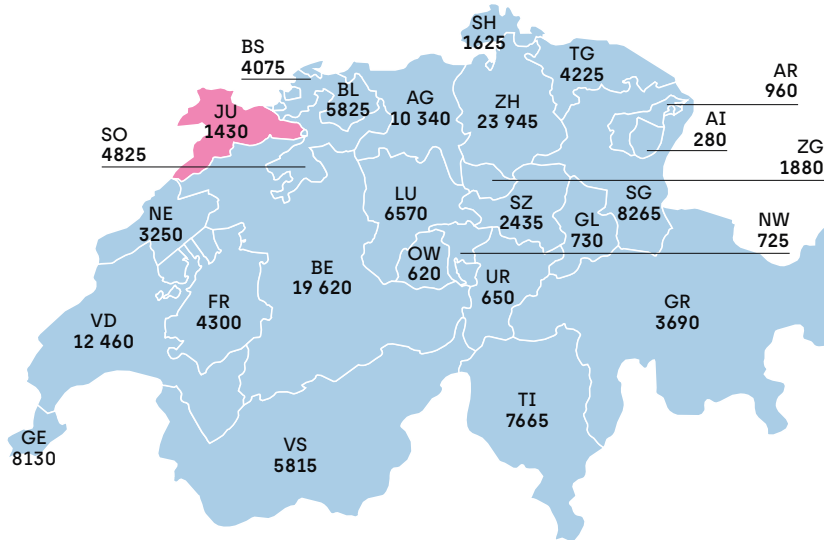 SH
1625
BS
4075
TG
4225
BL
5825
AG
10 340
ZH
23 945
AR
960
JU
1430
AI
280
SO
4825
ZG
1880
LU
6570
SZ
2435
GL
730
SG
8265
NE
3250
NW
725
OW
620
BE
19 620
UR
650
FR
4300
GR
3690
VD
12 460
TI
7665
GE
8130
VS
5815